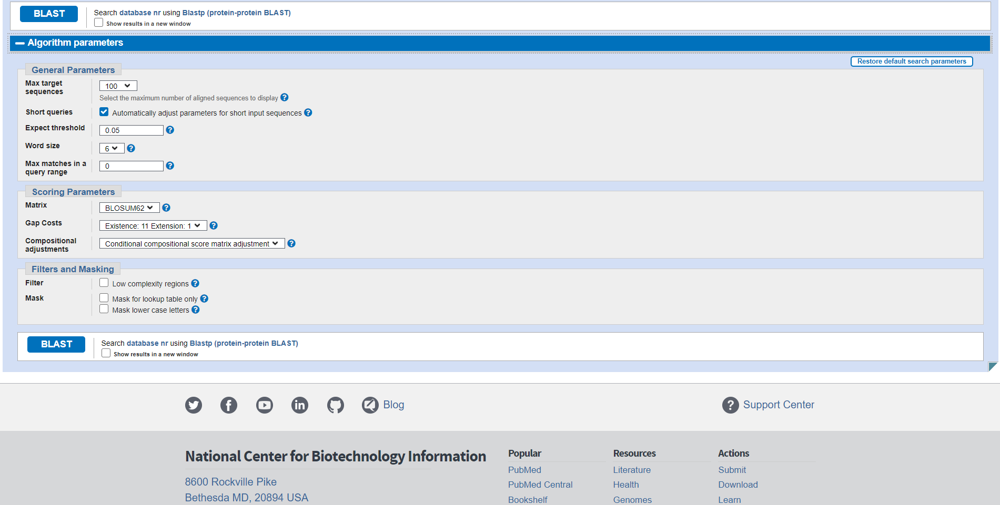 BLAST
Search database nr using Blastp (protein-protein BLAST)
Show results in a new window
Algorithm parameters
Restore default search parameters
General Parameters
Max target sequences
100
Select the maximum number of aligned sequences to display
Short queries
Automatically adjust parameters for short input sequences
Expect threshold
0.05
Word size
6
Max matches in a query range
0
Scoring Parameters
Matrix
BLOSUM62
Gap Costs
Existence: 11 Extension: 1
Compositional adjustments
Conditional compositional score matrix adjustment
Filters and Masking
Filter
Low complexity regions
Mask
Mask for lookup table only
Mask lower case letters
BLAST
Search database nr using Blastp (protein-protein BLAST)
Show results in a new window
Blog
Support Center
National Center for Biotechnology Information
8600 Rockville Pike
Bethesda MD, 20894 USA
Popular
PubMed
PubMed Central
Bookshelf
Resources
Literature
Health
Genomes
Actions
Submit
Download
Learn